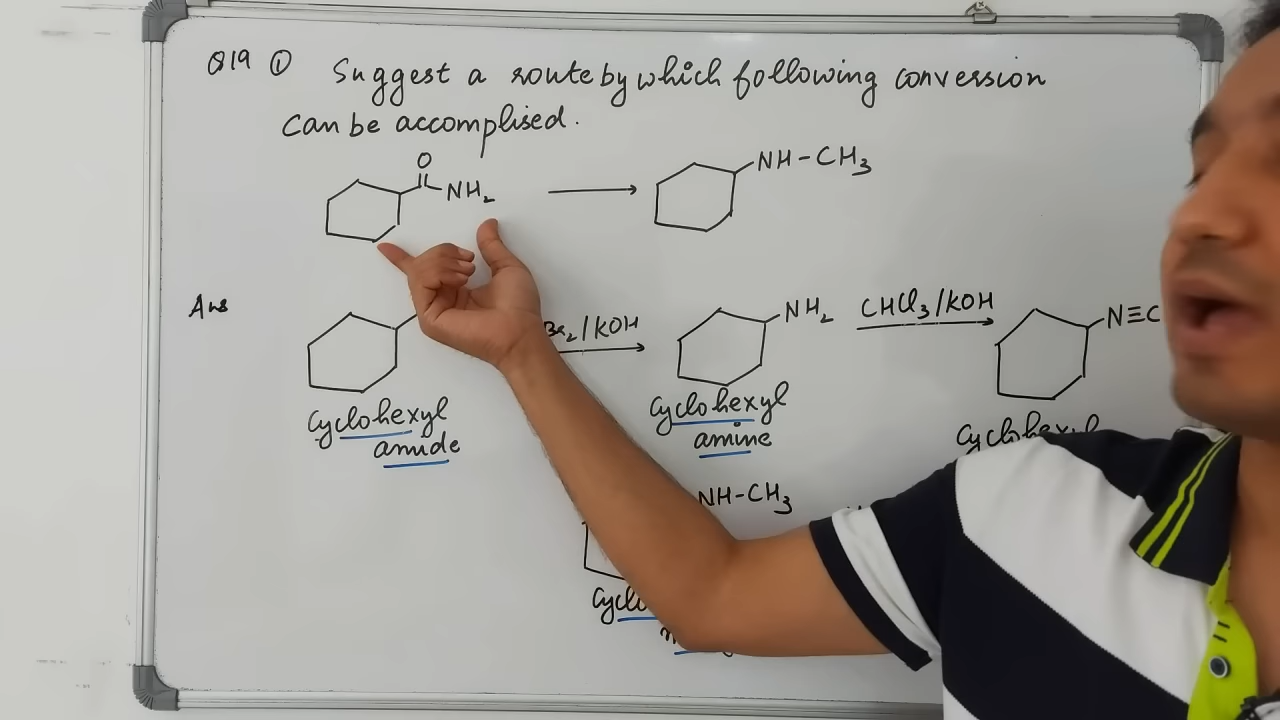 Q19 ① Suggest a route by which following conversion
can be accomplised.
O
NH₂
NH-CH₃
Ans
Br₂/KOH
NH₂
CHCl₃/KOH
N≡C
Cyclohexyl
amide
Cyclohexyl
amine
Cyclohexyl
NH-CH₃